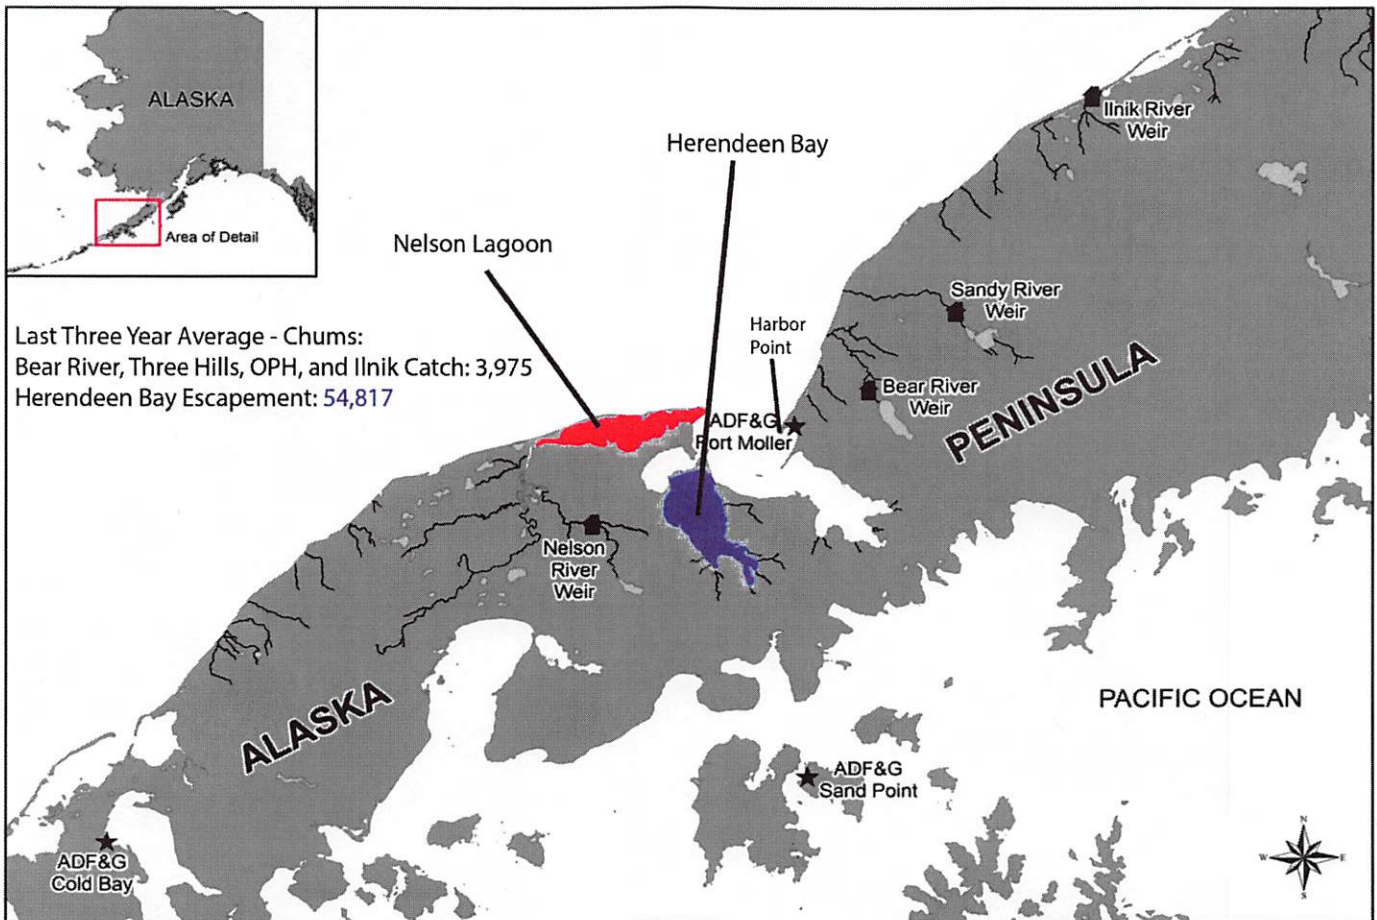 ALASKA
Area of Detail
Herendeen Bay
Nelson Lagoon
Ilnik River
Weir
Sandy River
Weir
Harbor
Point
Last Three Year Average - Chums:
Bear River, Three Hills, OPH, and Ilnik Catch: 3,975
Herendeen Bay Escapement: 54,817
Bear River
Weir
ADF&G
Port Moller
PENINSULA
Nelson
River
Weir
ALASKA
PACIFIC OCEAN
ADF&G
Sand Point
ADF&G
Cold Bay
N
W
E
S